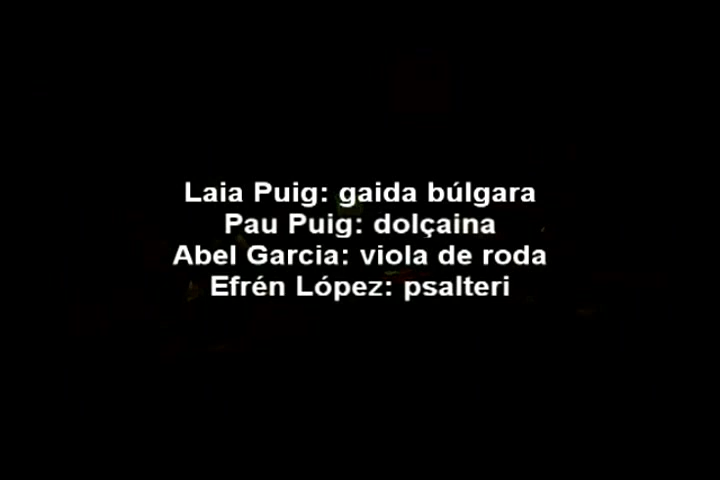 Laia Puig: gaida búlgara
Pau Puig: dolçaina
Abel Garcia: viola de roda
Efrén López: psalteri